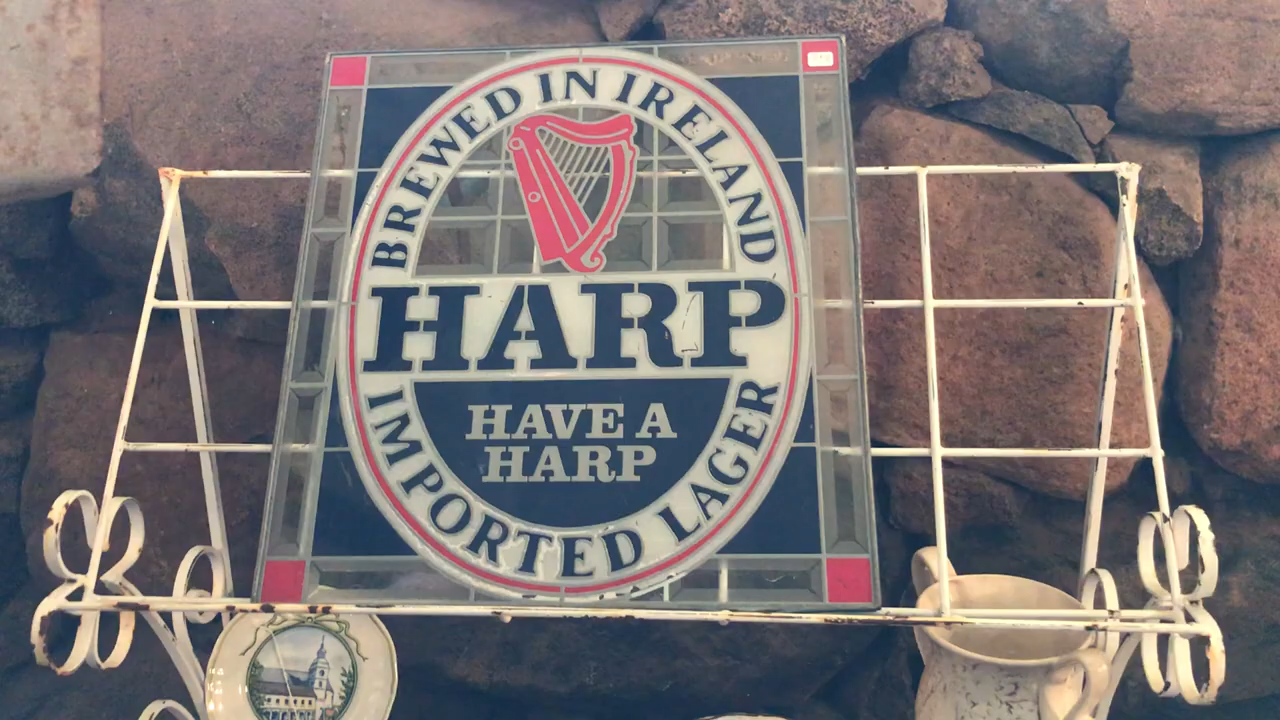 BREWED IN IRELAND
HARP
HAVE A
HARP
IMPORTED LAGER